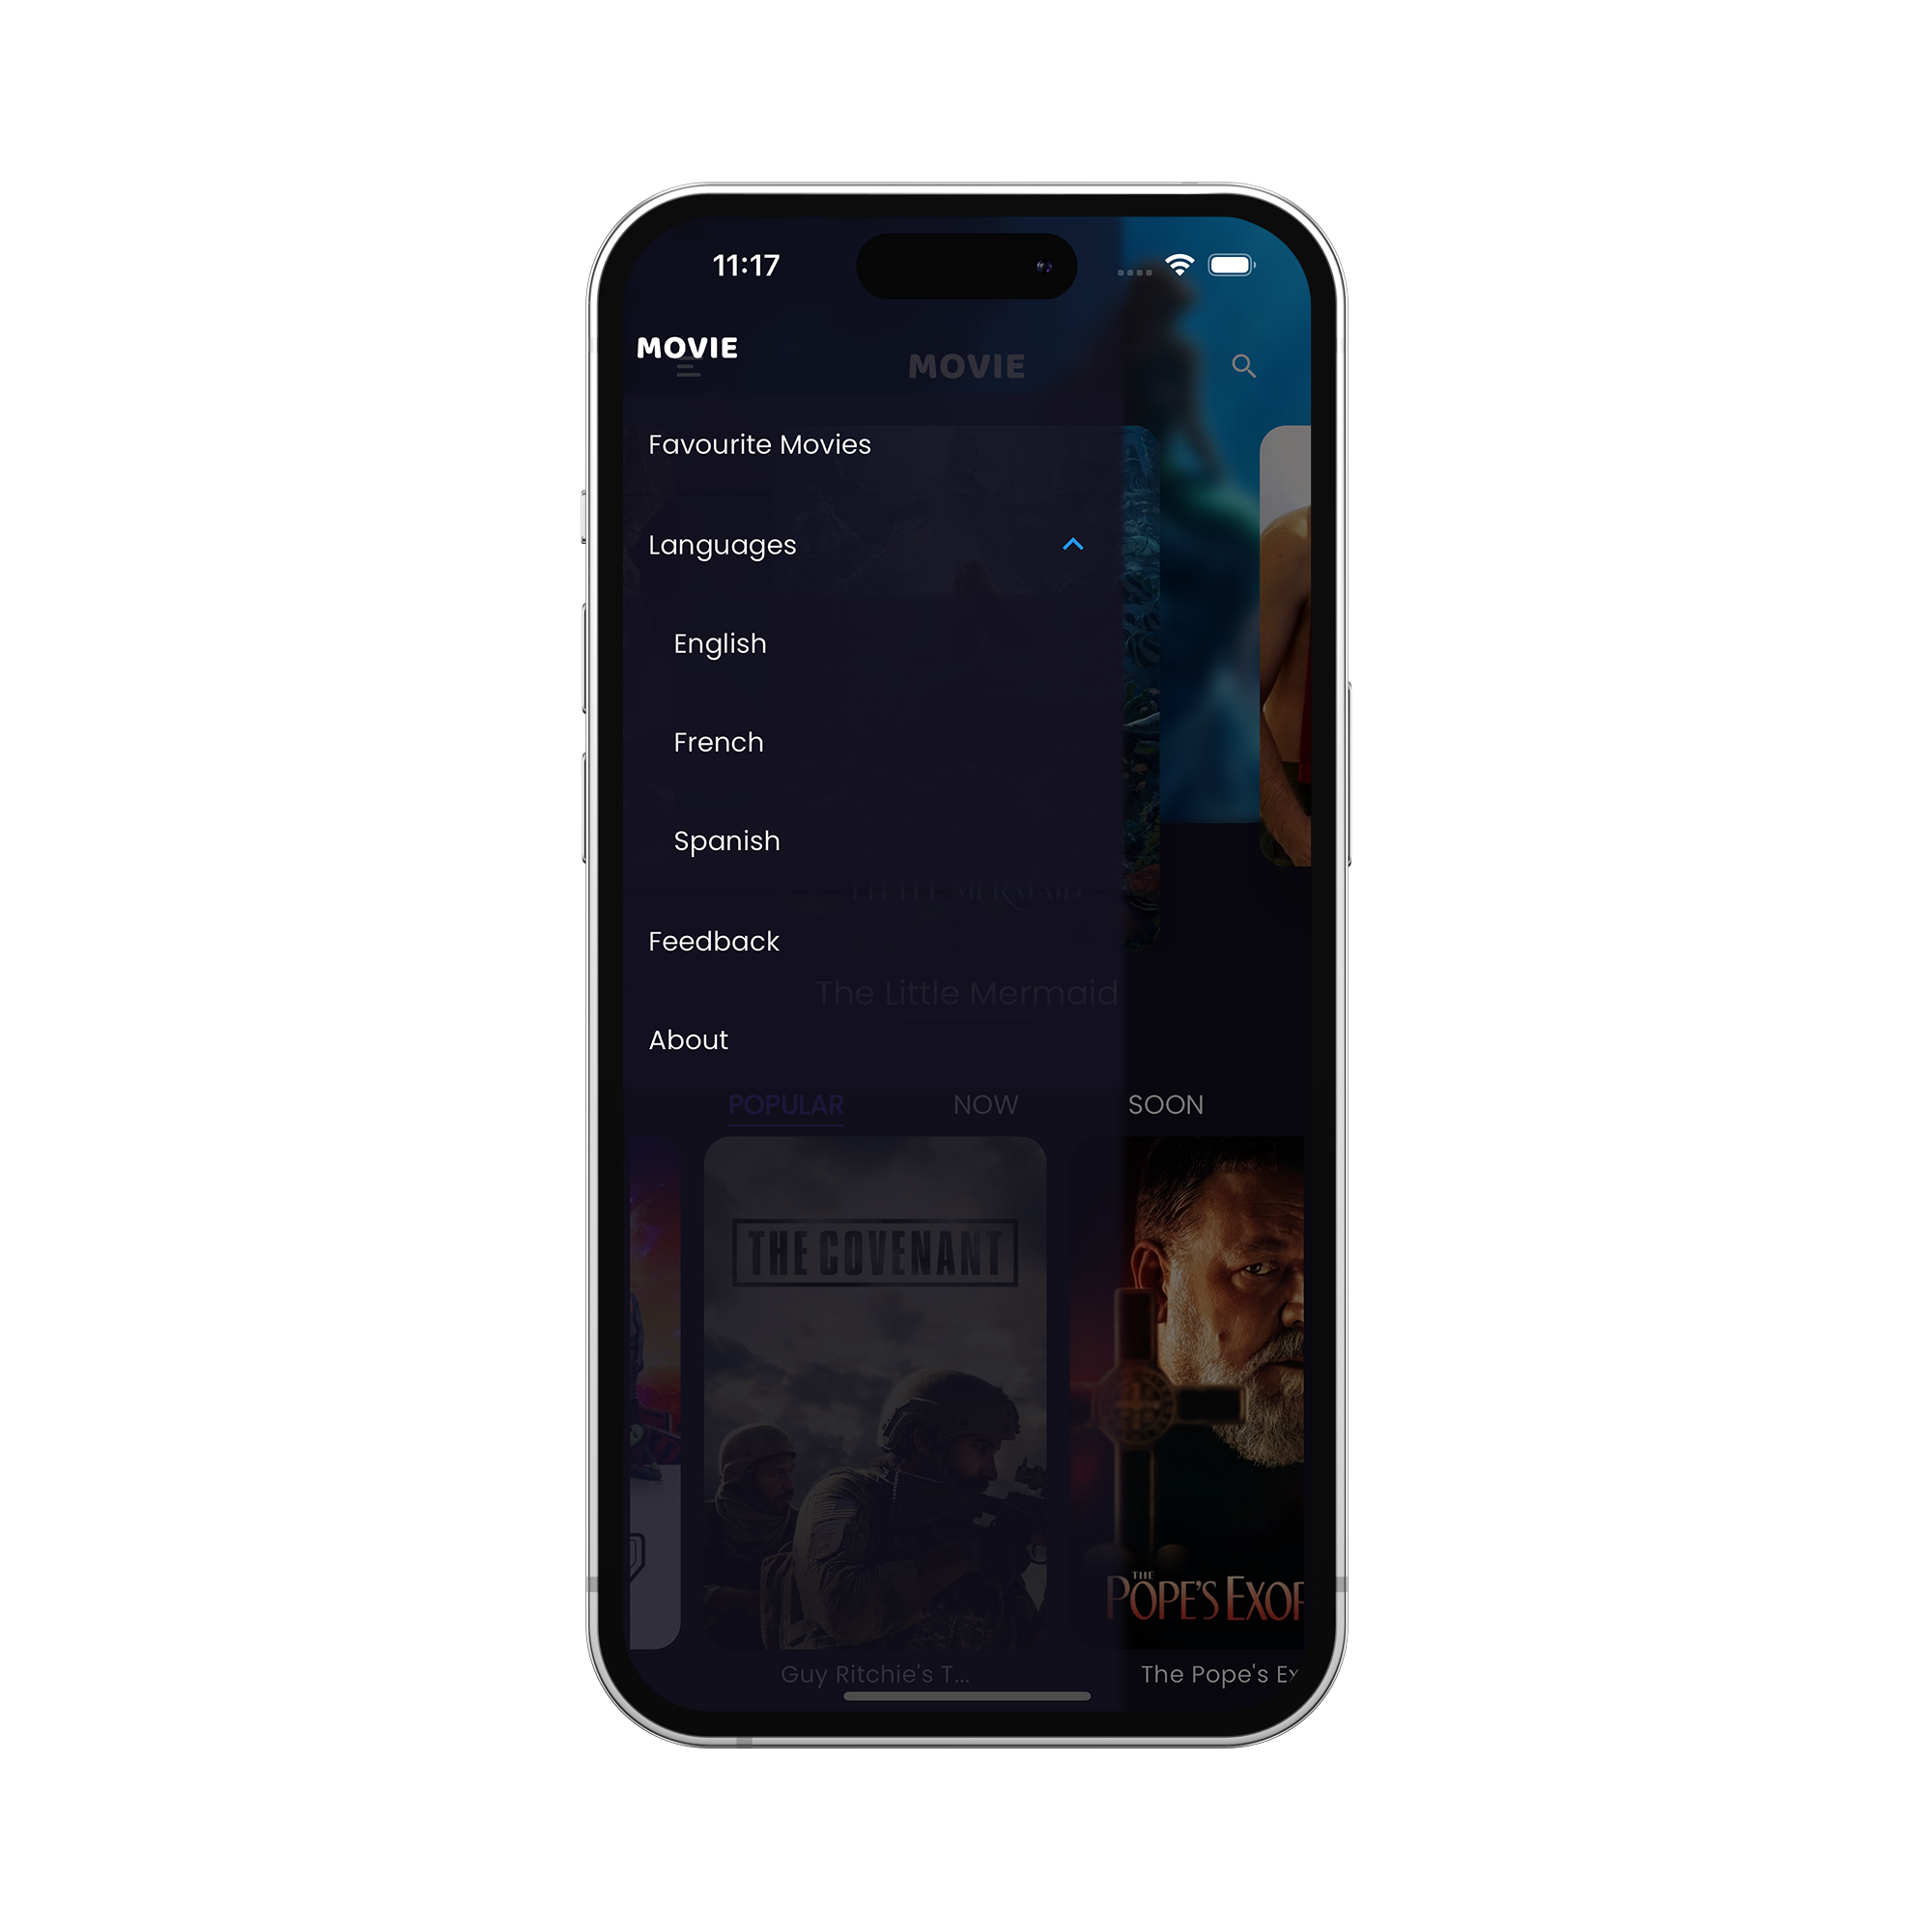 11:17
MOVIE
MOVIE
Favourite Movies
Languages
English
French
Spanish
LITTLE MERMAID
Feedback
The Little Mermaid
About
POPULAR NOW SOON
THE COVENANT
THE
POPE'S EXOR
Guy Ritchie's T... The Pope's Ex